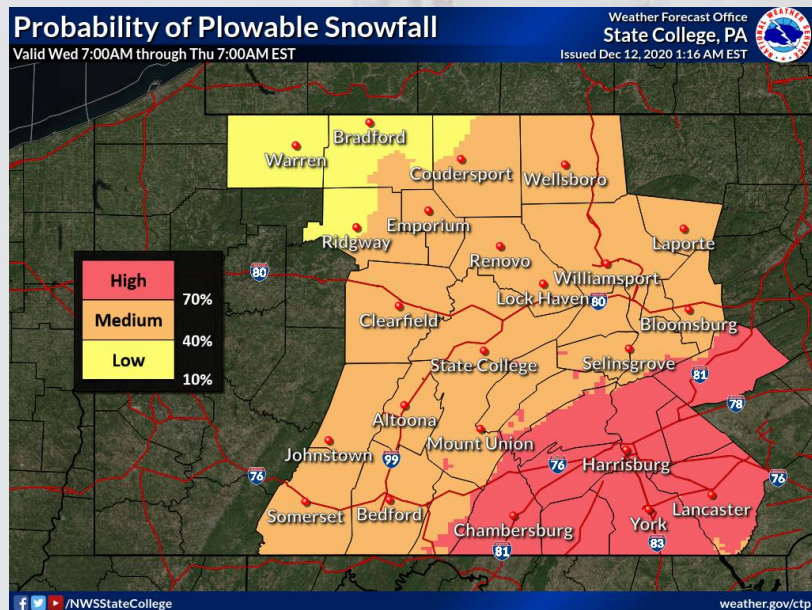 Probability of Plowable Snowfall
Valid Wed 7:00AM through Thu 7:00AM EST
Weather Forecast Office
State College, PA
Issued Dec 12, 2020 1:16 AM EST
NATIONAL WEATHER SERVICE
Bradford
Warren
Coudersport
Wellsboro
Emporium
Ridgway
Laporte
Renovo
Williamsport
80
Lock Haven
80
Clearfield
Bloomsburg
State College
Selinsgrove
81
78
Altoona
Mount Union
Johnstown
99
76
Harrisburg
76
76
Somerset
Bedford
Chambersburg
York
Lancaster
81
83
High
70%
Medium
40%
Low
10%
/NWSStateCollege
weather.gov/ctp